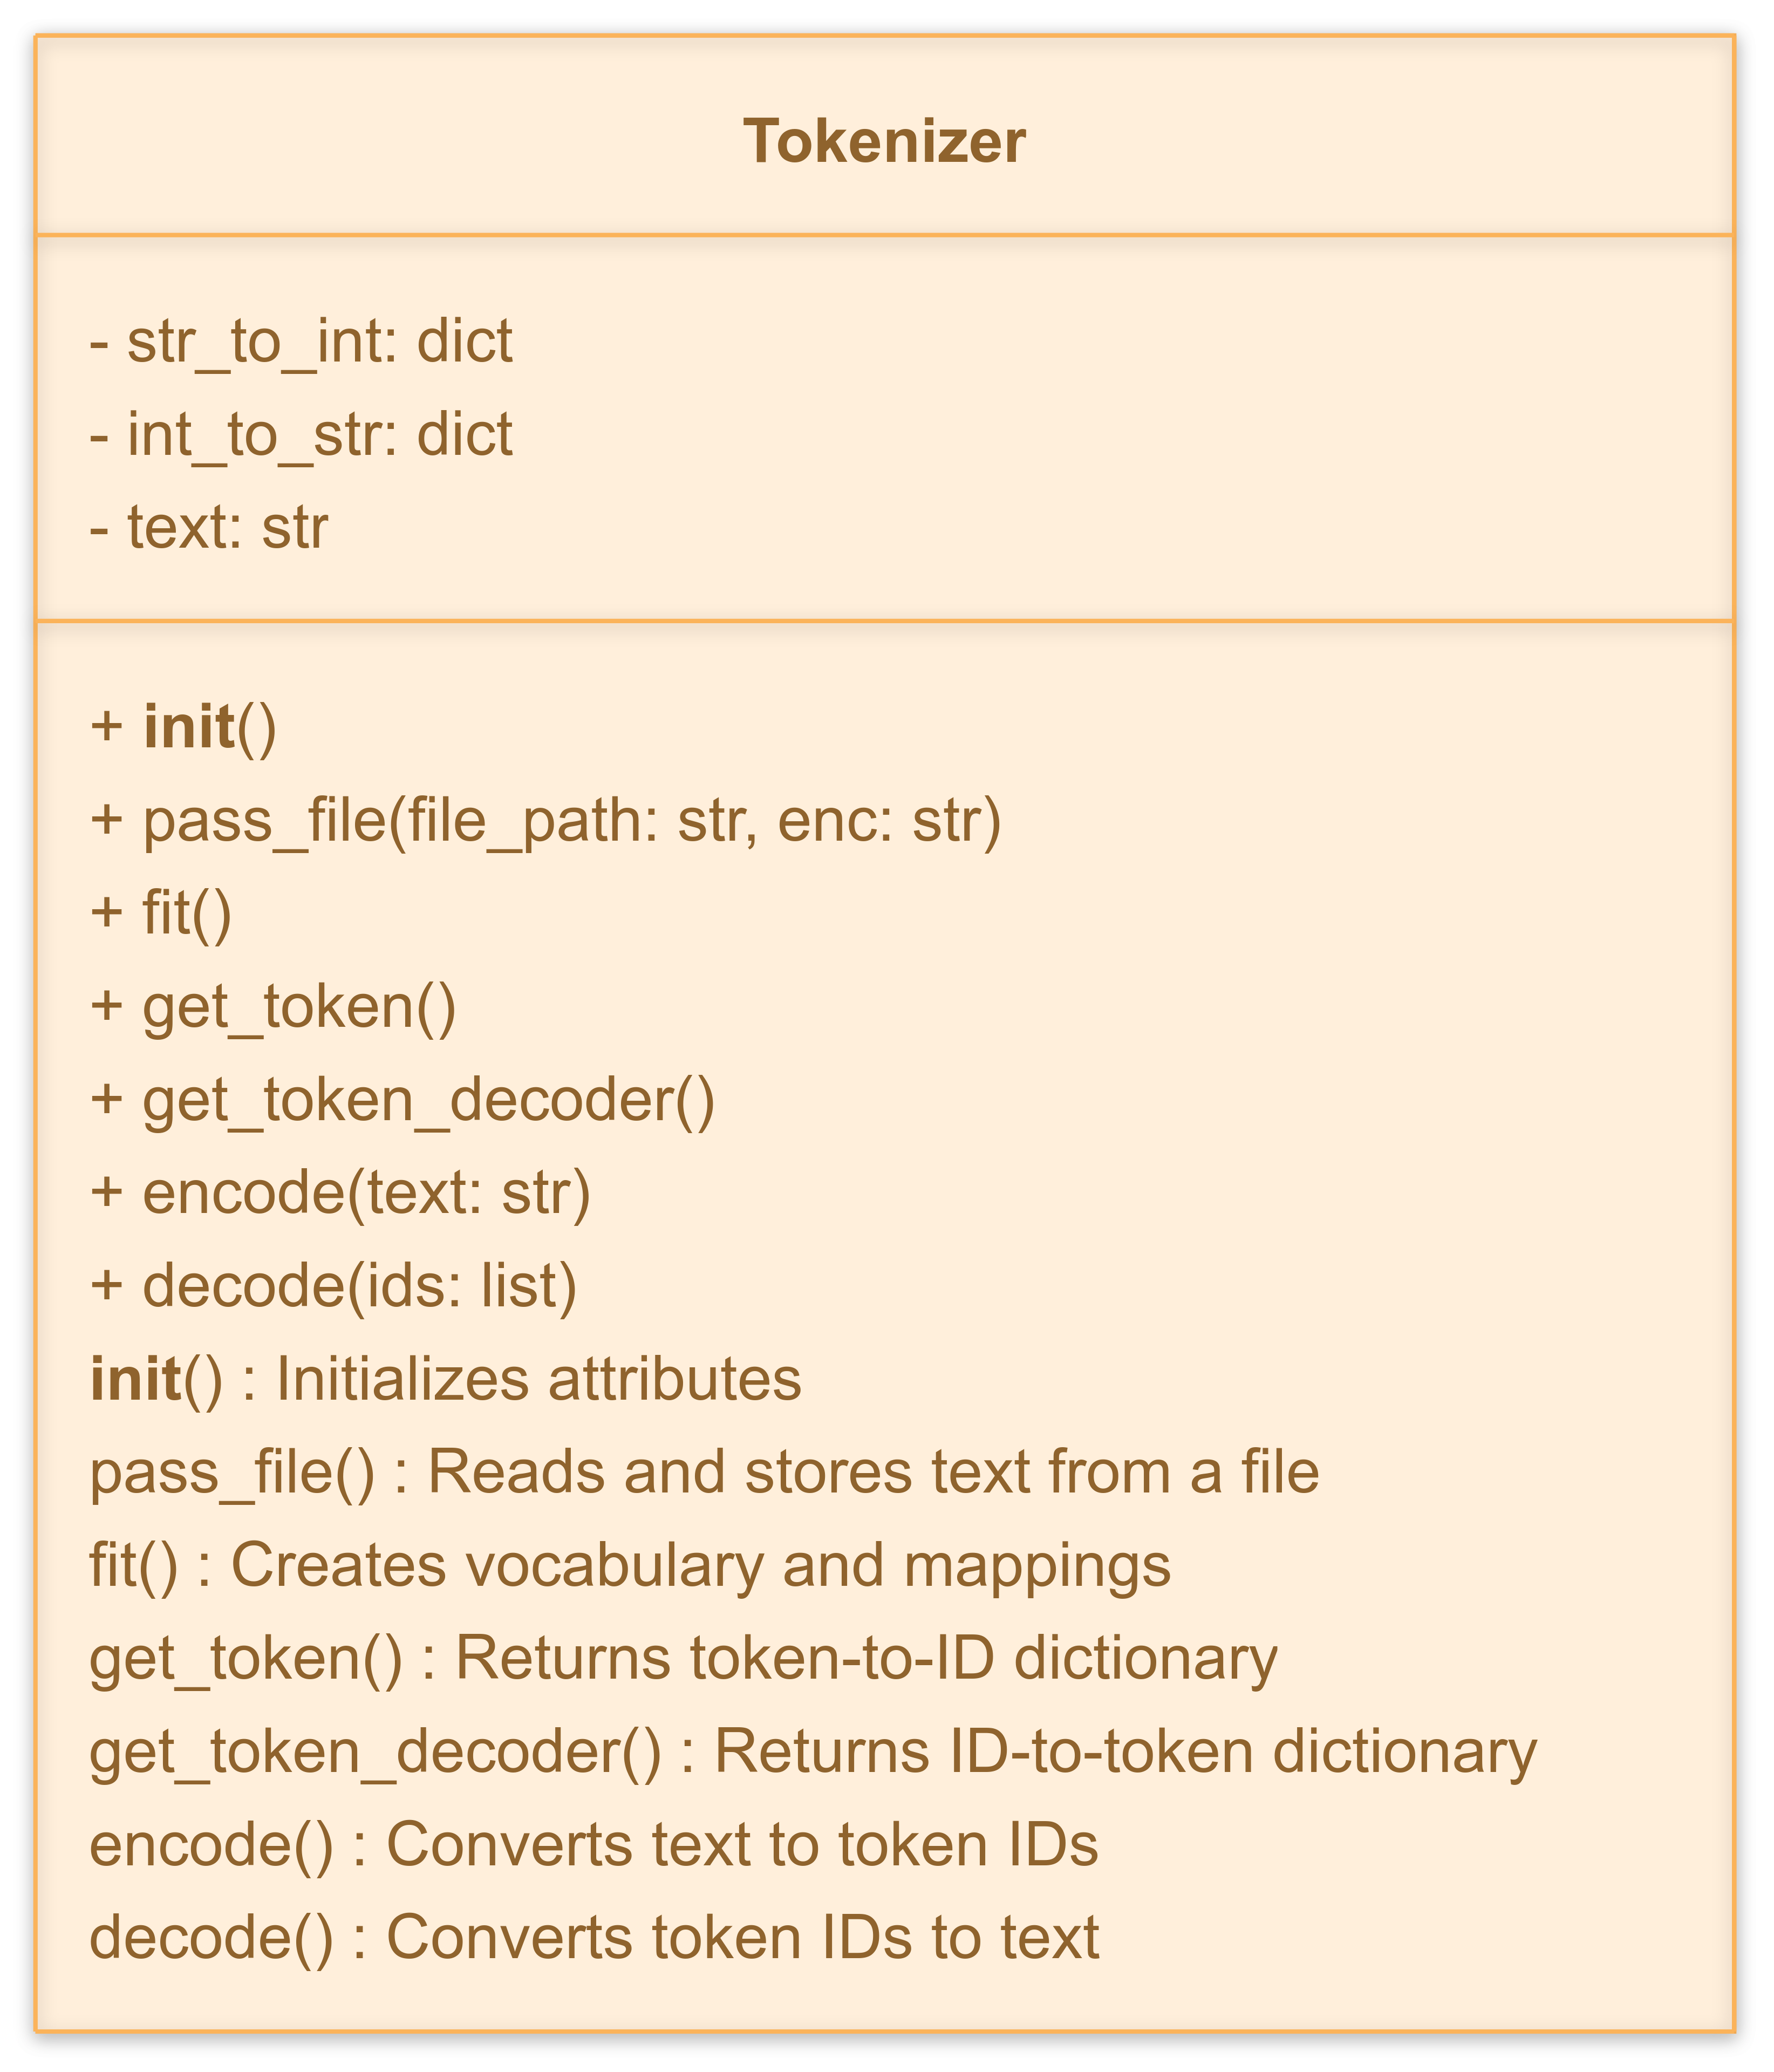 Tokenizer
- str_to_int: dict
- int_to_str: dict
- text: str
+ init()
+ pass_file(file_path: str, enc: str)
+ fit()
+ get_token()
+ get_token_decoder()
+ encode(text: str)
+ decode(ids: list)
init() : Initializes attributes
pass_file() : Reads and stores text from a file
fit() : Creates vocabulary and mappings
get_token() : Returns token-to-ID dictionary
get_token_decoder() : Returns ID-to-token dictionary
encode() : Converts text to token IDs
decode() : Converts token IDs to text